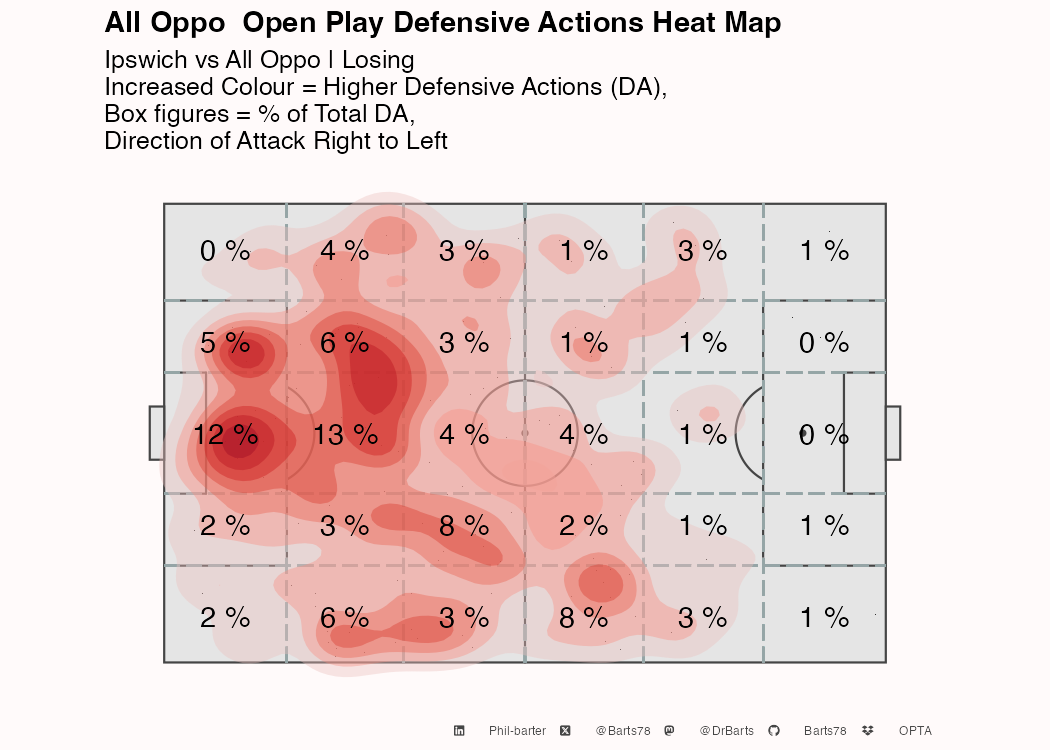 All Oppo  Open Play Defensive Actions Heat Map
Ipswich vs All Oppo | Losing
Increased Colour = Higher Defensive Actions (DA),
Box figures = % of Total DA,
Direction of Attack Right to Left
0 % 4 % 3 % 1 % 3 % 1 %
5 % 6 % 3 % 1 % 1 % 0 %
12 % 13 % 4 % 4 % 1 % 0 %
2 % 3 % 8 % 2 % 1 % 1 %
2 % 6 % 3 % 8 % 3 % 1 %
Phil-barter @Barts78 @DrBarts Barts78 OPTA